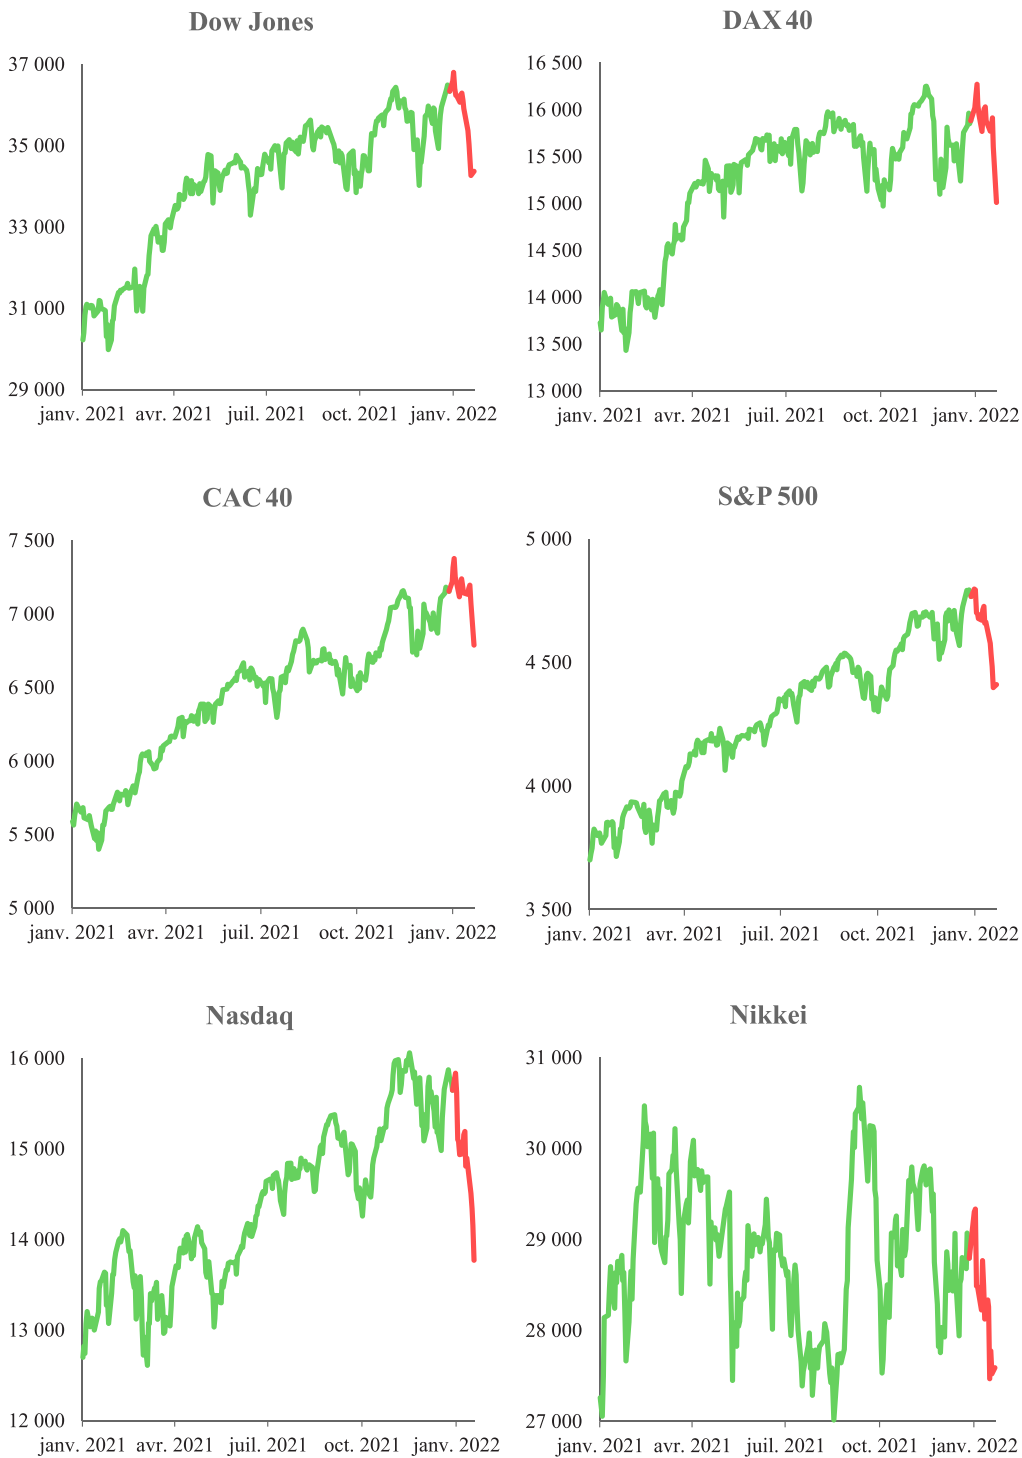 Dow Jones
37 000
35 000
33 000
31 000
29 000
janv. 2021 avr. 2021 juil. 2021 oct. 2021 janv. 2022
DAX 40
16 500
16 000
15 500
15 000
14 500
14 000
13 500
13 000
janv. 2021 avr. 2021 juil. 2021 oct. 2021 janv. 2022
CAC 40
7 500
7 000
6 500
6 000
5 500
5 000
janv. 2021 avr. 2021 juil. 2021 oct. 2021 janv. 2022
S&P 500
5 000
4 500
4 000
3 500
janv. 2021 avr. 2021 juil. 2021 oct. 2021 janv. 2022
Nasdaq
16 000
15 000
14 000
13 000
12 000
janv. 2021 avr. 2021 juil. 2021 oct. 2021 janv. 2022
Nikkei
31 000
30 000
29 000
28 000
27 000
janv. 2021 avr. 2021 juil. 2021 oct. 2021 janv. 2022